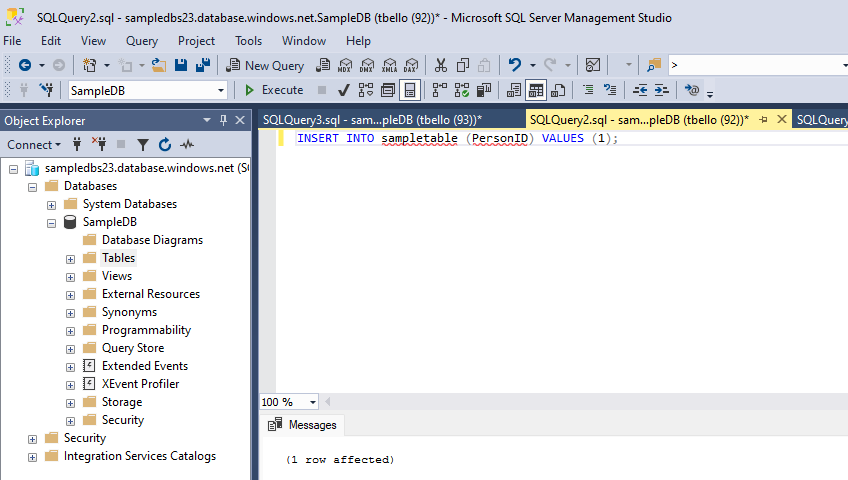 SQLQuery2.sql - sampledbs23.database.windows.net.SampleDB (tbello (92))* - Microsoft SQL Server Management Studio
File Edit View Query Project Tools Window Help
New Query MDX DMX XMLA DAX >
SampleDB Execute
Object Explorer
SQLQuery3.sql - sam...pleDB (tbello (93))* SQLQuery2.sql - sam...pleDB (tbello (92))* SQLQuery
Connect
INSERT INTO sampletable (PersonID) VALUES (1);
sampledbs23.database.windows.net (S
Databases
System Databases
SampleDB
Database Diagrams
Tables
Views
External Resources
Synonyms
Programmability
Query Store
Extended Events
XEvent Profiler
Storage
Security
Security
Integration Services Catalogs
100 %
Messages
(1 row affected)